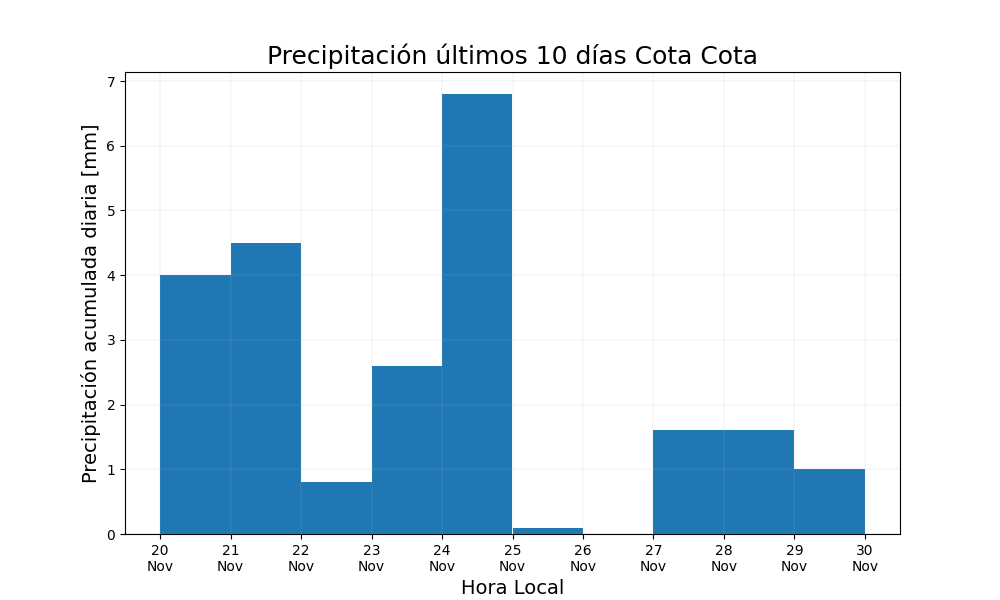 Precipitación últimos 10 días Cota Cota
Precipitación acumulada diaria [mm]
7
6
5
4
3
2
1
0
20 21 22 23 24 25 26 27 28 29 30
Nov Nov Nov Nov Nov Nov Nov Nov Nov Nov Nov
Hora Local